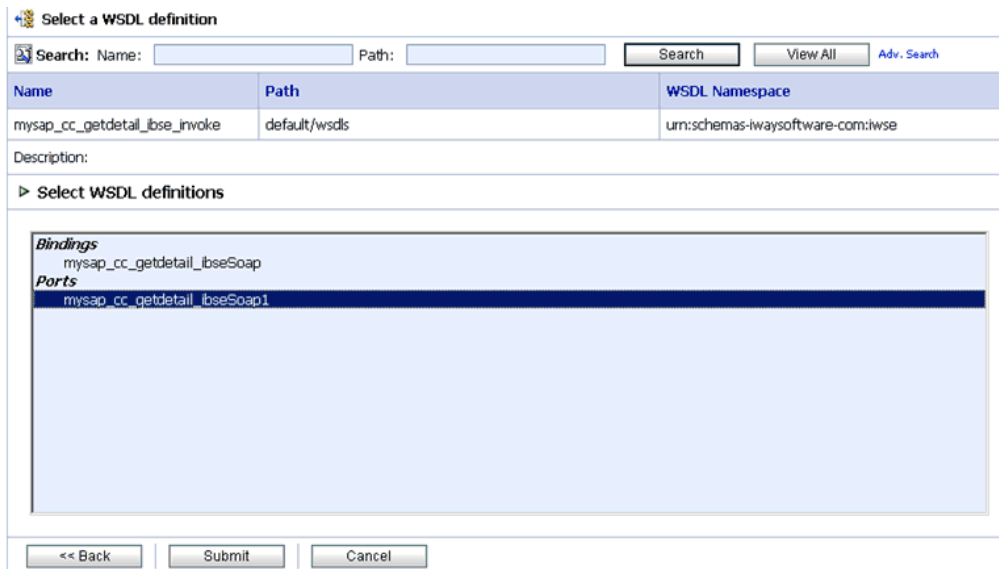 Select a WSDL definition
Search: Name: Path: Search View All Adv. Search
Name Path WSDL Namespace
mysap_cc_getdetail_ibse_invoke default/wsdls urn:schemas-iwaysoftware-com:iwse
Description:
Select WSDL definitions
Bindings
mysap_cc_getdetail_ibseSoap
Ports
mysap_cc_getdetail_ibseSoap1
<< Back Submit Cancel